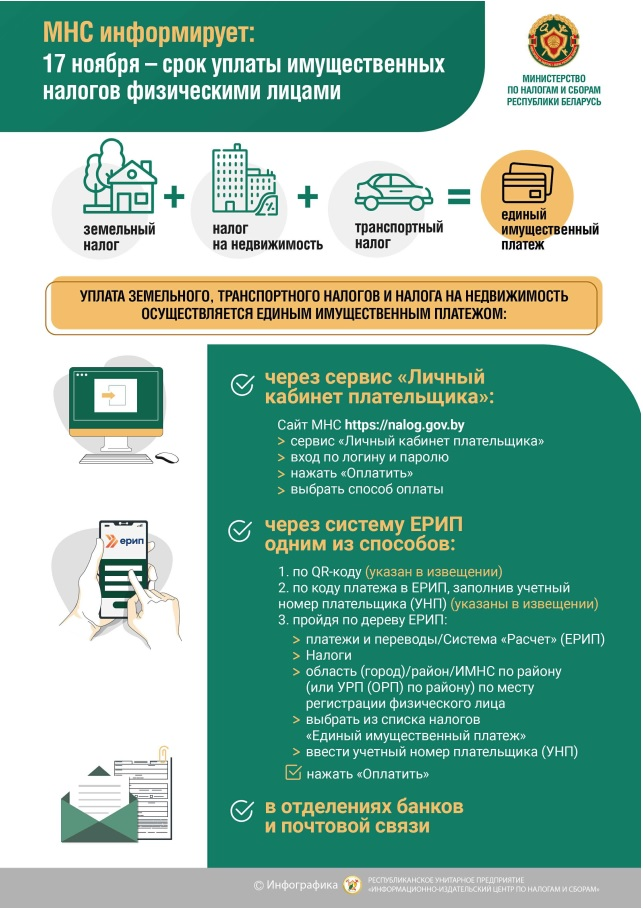 МНС информирует:
17 ноября – срок уплаты имущественных
налогов физическими лицами
МИНИСТЕРСТВО
ПО НАЛОГАМ И СБОРАМ
РЕСПУБЛИКИ БЕЛАРУСЬ
земельный
налог
+
налог
на недвижимость
+
транспортный
налог
=
единый
имущественный
платеж
УПЛАТА ЗЕМЕЛЬНОГО, ТРАНСПОРТНОГО НАЛОГОВ И НАЛОГА НА НЕДВИЖИМОСТЬ
ОСУЩЕСТВЛЯЕТСЯ ЕДИНЫМ ИМУЩЕСТВЕННЫМ ПЛАТЕЖОМ:
через сервис «Личный
кабинет плательщика»:
Сайт МНС https://nalog.gov.by
> сервис «Личный кабинет плательщика»
> вход по логину и паролю
> нажать «Оплатить»
> выбрать способ оплаты
ерип
через систему ЕРИП
одним из способов:
1. по QR-коду (указан в извещении)
2. по коду платежа в ЕРИП, заполнив учетный
номер плательщика (УНП) (указаны в извещении)
3. пройдя по дереву ЕРИП:
> платежи и переводы/Система «Расчет» (ЕРИП)
> Налоги
> область (город)/район/ИМНС по району
(или УРП (ОРП) по району) по месту
регистрации физического лица
> выбрать из списка налогов
«Единый имущественный платеж»
> ввести учетный номер плательщика (УНП)
нажать «Оплатить»
в отделениях банков
и почтовой связи
© Инфографика
РЕСПУБЛИКАНСКОЕ УНИТАРНОЕ ПРЕДПРИЯТИЕ
«ИНФОРМАЦИОННО-ИЗДАТЕЛЬСКИЙ ЦЕНТР ПО НАЛОГАМ И СБОРАМ»